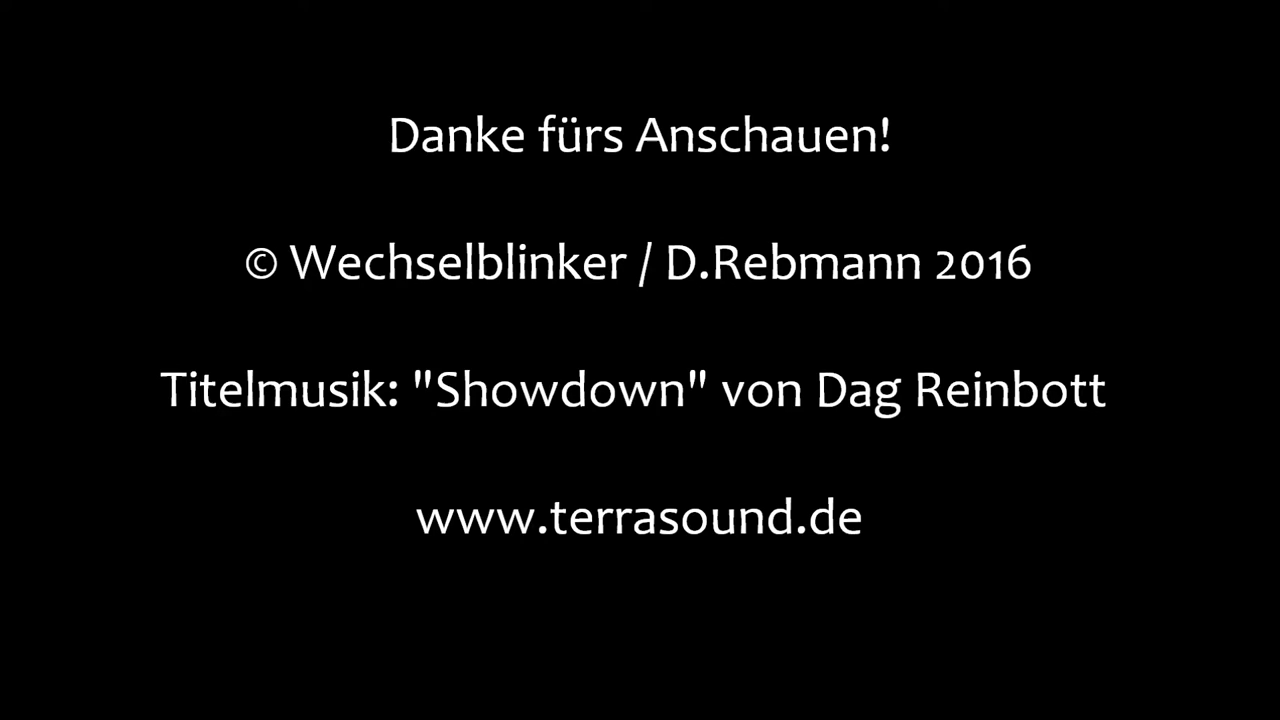 Danke fürs Anschauen!
© Wechselblinker / D.Rebmann 2016
Titelmusik: "Showdown" von Dag Reinbott
www.terrasound.de